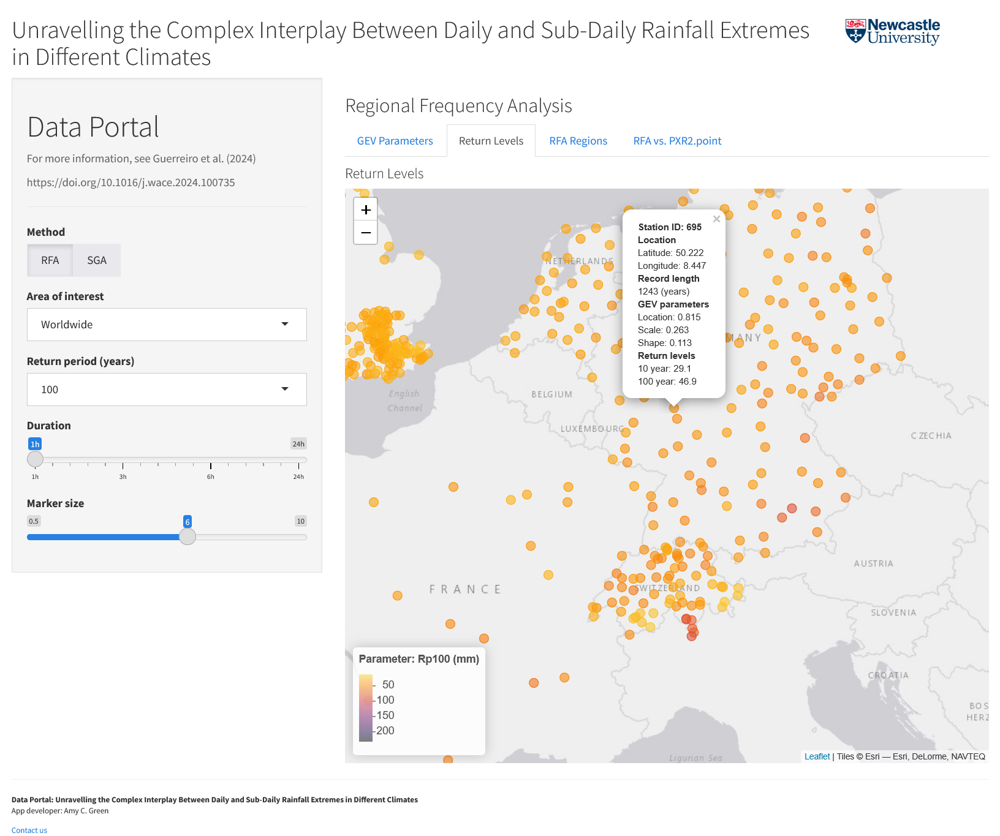 Unravelling the Complex Interplay Between Daily and Sub-Daily Rainfall Extremes
in Different Climates
Newcastle
University
Data Portal
For more information, see Guerreiro et al. (2024)
https://doi.org/10.1016/j.wace.2024.100735
Method
RFA SGA
Area of interest
Worldwide
Return period (years)
100
Duration
1h 24h
1h 3h 6h 24h
Marker size
0.5 6 10
Regional Frequency Analysis
GEV Parameters Return Levels RFA Regions RFA vs. PXR2.point
Return Levels
+
−
×
Station ID: 695
Location
Latitude: 50.222
Longitude: 8.447
Record length
1243 (years)
GEV parameters
Location: 0.815
Scale: 0.263
Shape: 0.113
Return levels
10 year: 29.1
100 year: 46.9
NETHERLANDS
MANY
English
Channel
BELGIUM
LUXEMBOURG
CZECHIA
FRANCE
SWITZERLAND
AUSTRIA
SLOVENIA
CROATIA
BOS
HERZ
Ligurian Sea
Parameter: Rp100 (mm)
50
100
150
200
Leaflet | Tiles © Esri — Esri, DeLorme, NAVTEQ
Data Portal: Unravelling the Complex Interplay Between Daily and Sub-Daily Rainfall Extremes in Different Climates
App developer: Amy C. Green
Contact us